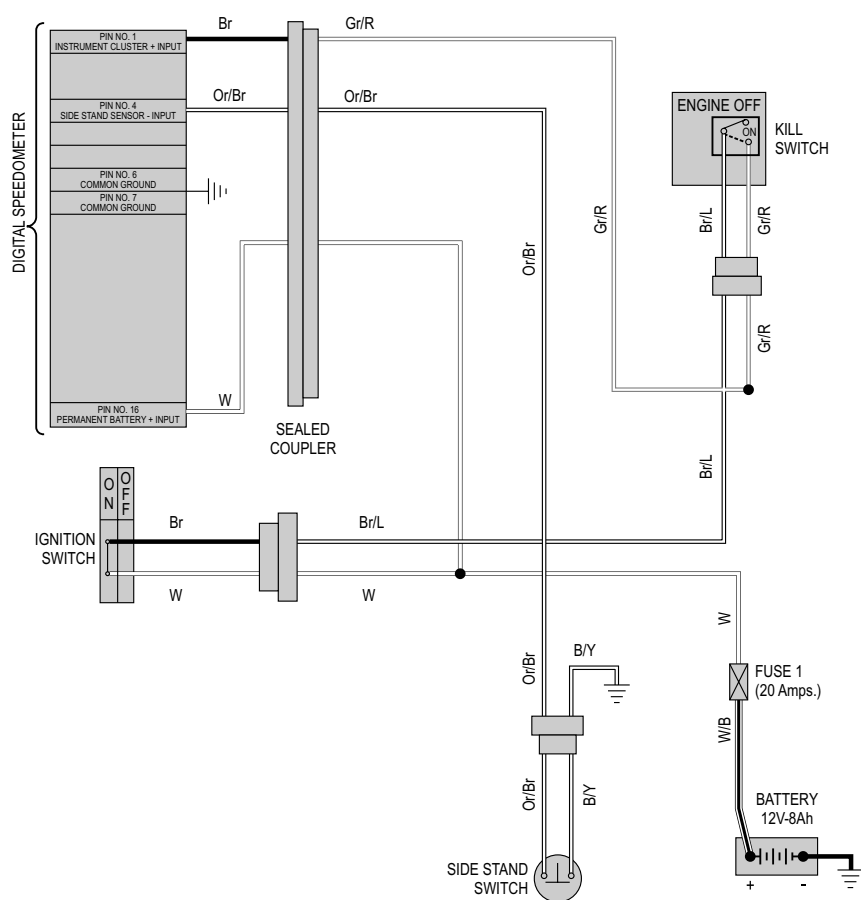 Br
Gr/R
PIN NO. 1
INSTRUMENT CLUSTER + INPUT
Or/Br
Or/Br
PIN NO. 4
SIDE STAND SENSOR - INPUT
ENGINE OFF
ON
KILL
SWITCH
PIN NO. 6
COMMON GROUND
PIN NO. 7
COMMON GROUND
DIGITAL SPEEDOMETER
Or/Br
Gr/R
Br/L
Gr/R
Gr/R
W
PIN NO. 16
PERMANENT BATTERY + INPUT
SEALED
COUPLER
Br/L
ON
OFF
IGNITION
SWITCH
Br
Br/L
W
W
W
Or/Br
B/Y
FUSE 1
(20 Amps.)
W/B
Or/Br
B/Y
BATTERY
12V-8Ah
SIDE STAND
SWITCH
+
-